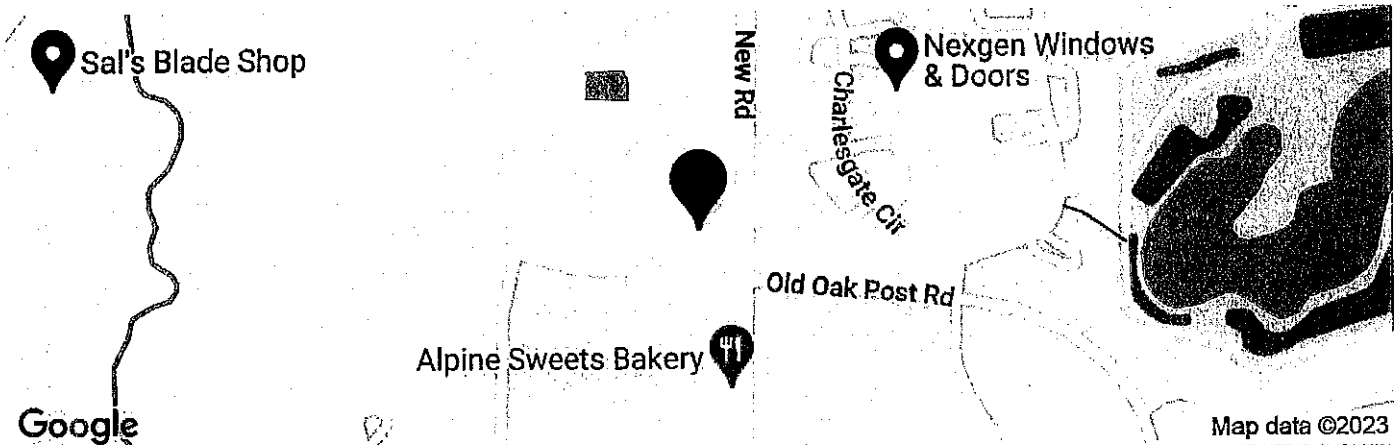 Sal's Blade Shop
New Rd
Charlesgate Cir
Nexgen Windows
& Doors
Old Oak Post Rd
Alpine Sweets Bakery
Google
Map data ©2023